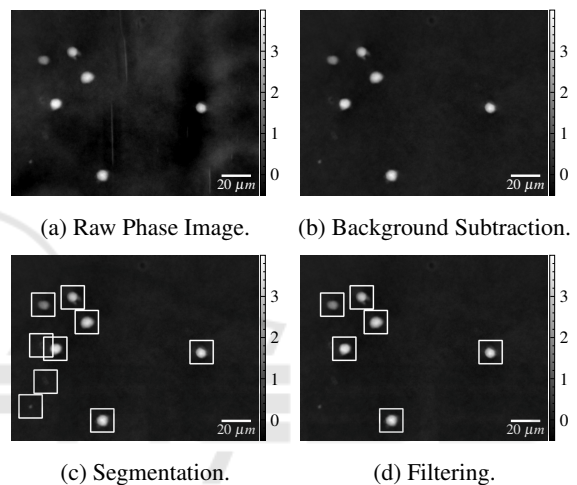 3
2
1
0
20 µm
3
2
1
0
20 µm
(a) Raw Phase Image.
(b) Background Subtraction.
3
2
1
0
20 µm
3
2
1
0
20 µm
(c) Segmentation.
(d) Filtering.